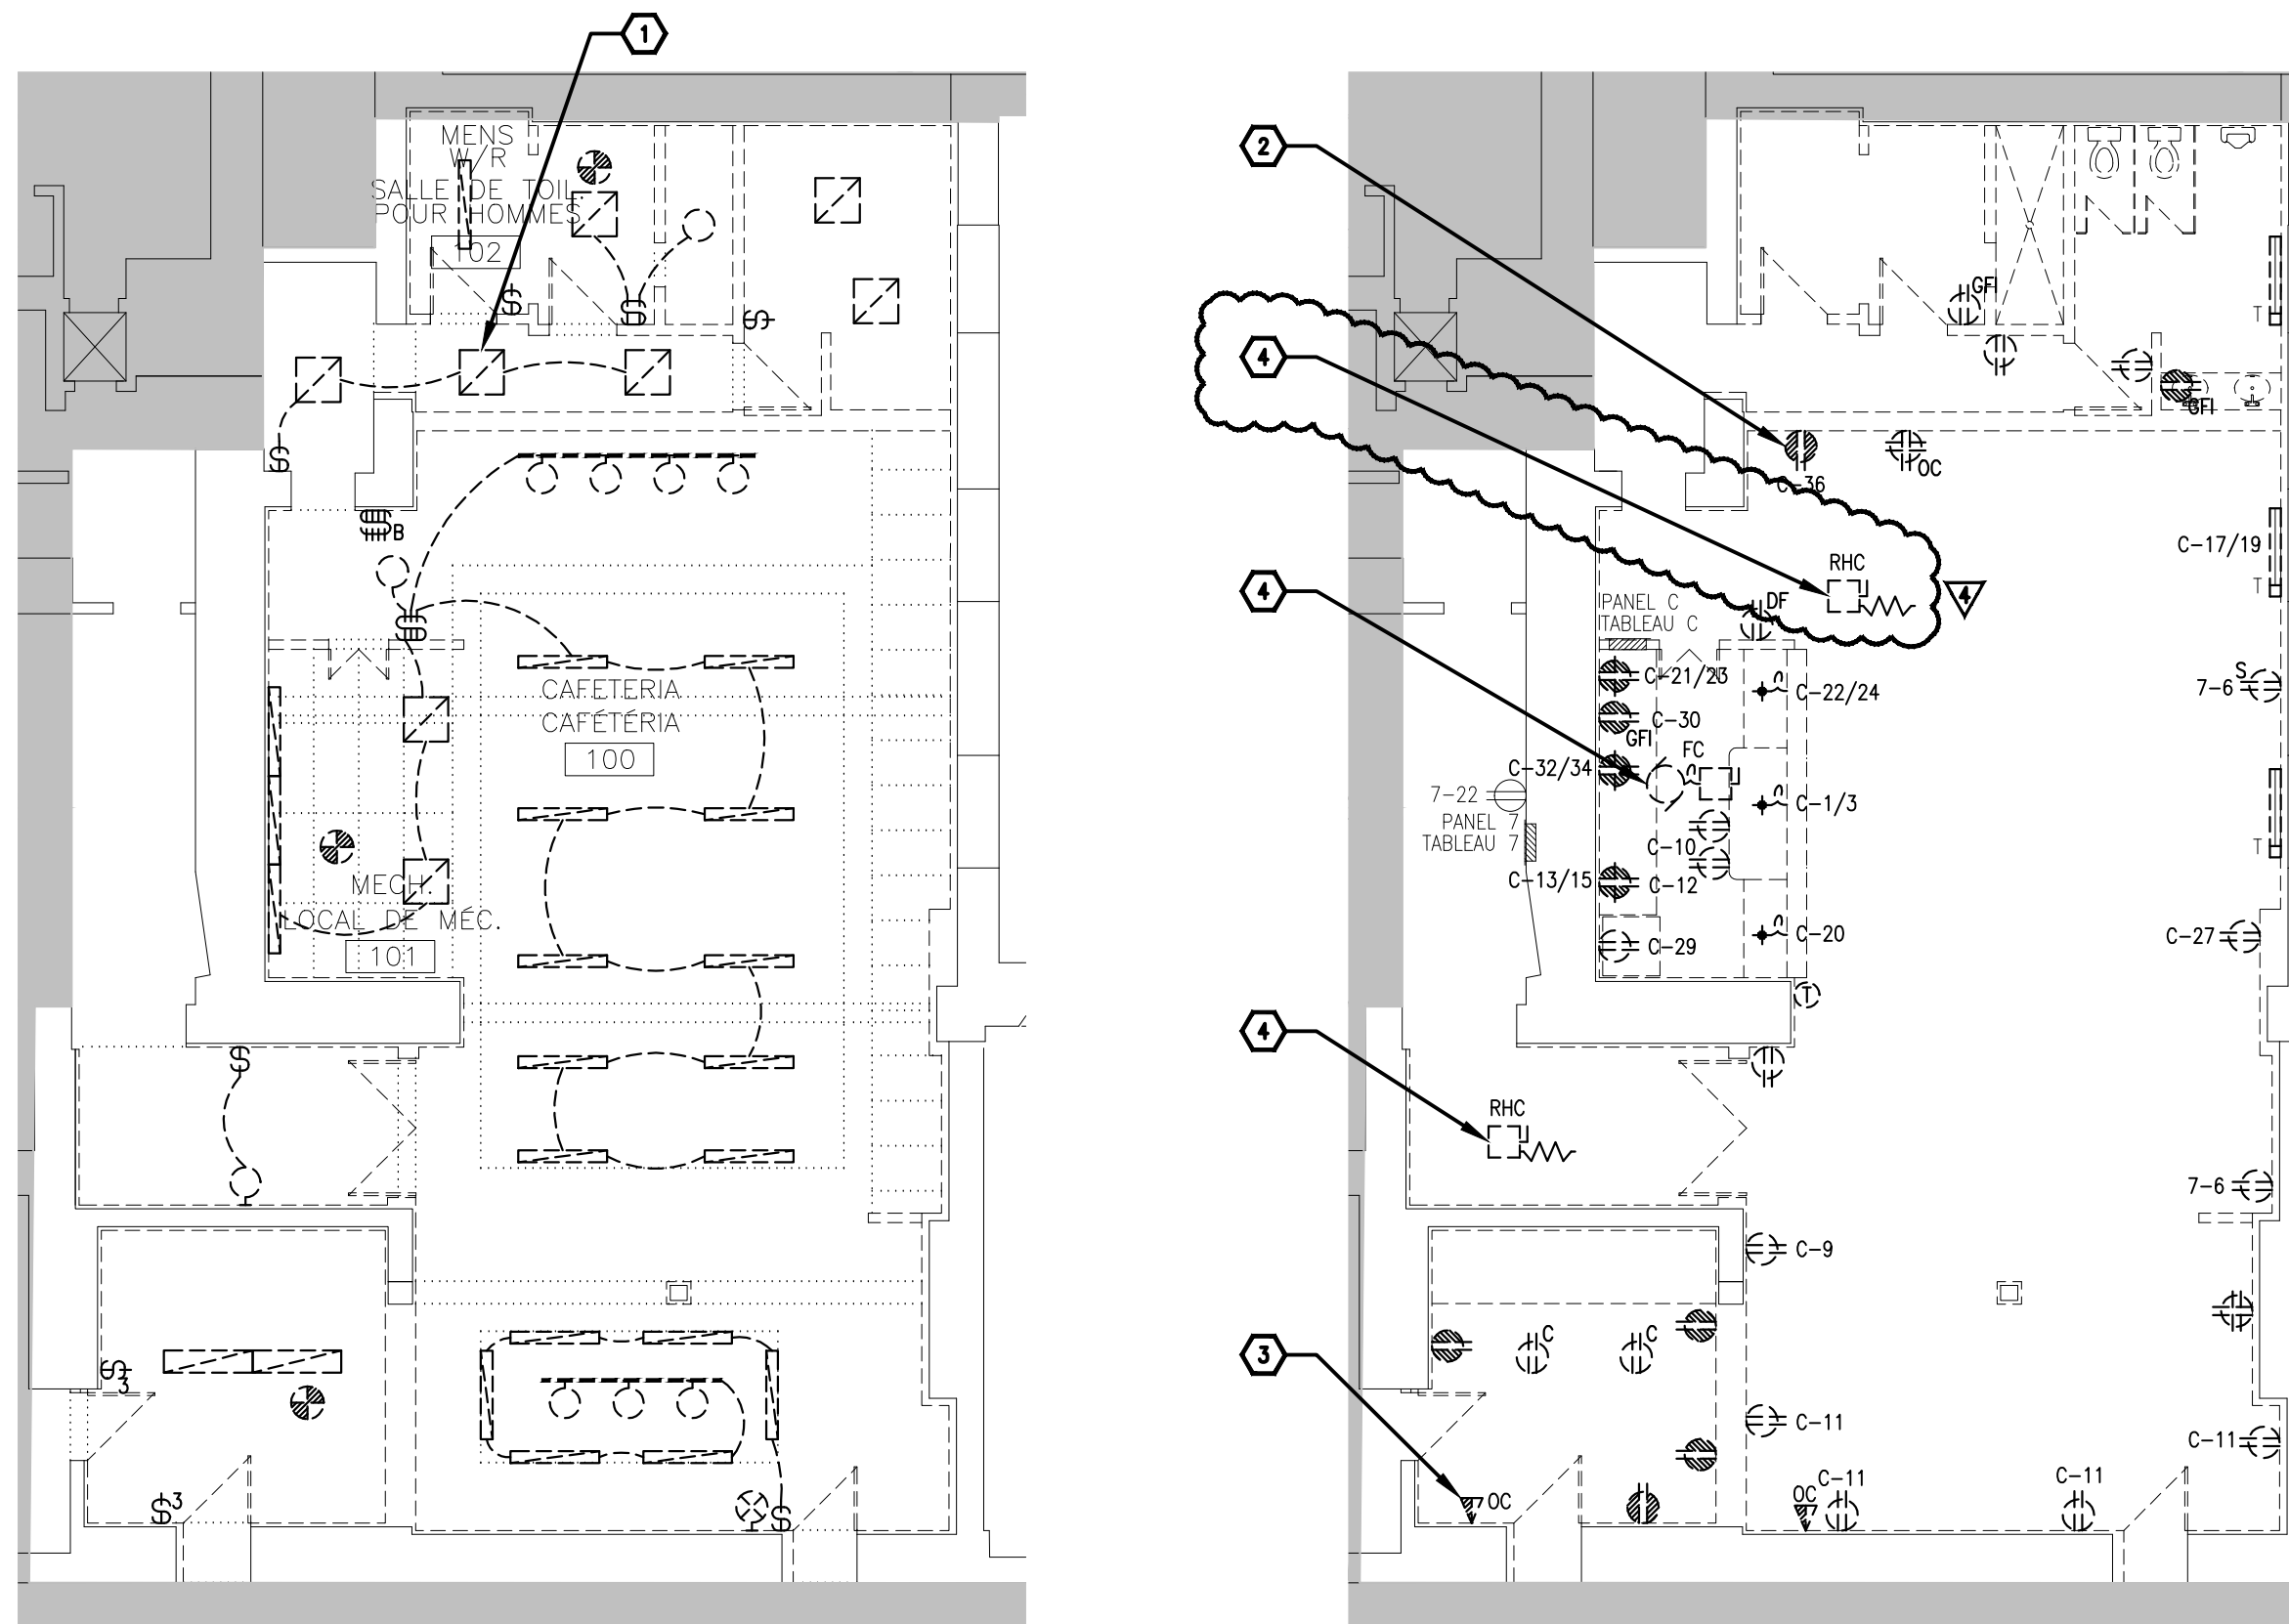 1
MENS
W/R
SALLE DE TOIL.
POUR HOMMES
102
$
$
$
$
$
B
$
CAFETERIA
CAFÉTÉRIA
100
MECH.
LOCAL DE MÉC.
101
$
$
3
$3
$
2
GFI
T
4
GFI
OC
C-36
C-17/19
RHC
T
4
4
DF
PANEL C
TABLEAU C
S
7-6
C-21/23
C-22/24
C-30
GFI
FC
C-32/34
7-22
C-1/3
PANEL 7
TABLEAU 7
C-10
T
C-13/15
C-12
C-20
C-27
C-29
T
4
RHC
7-6
C-9
3
C
C
C-11
C-11
OC
OC
C-11
C-11